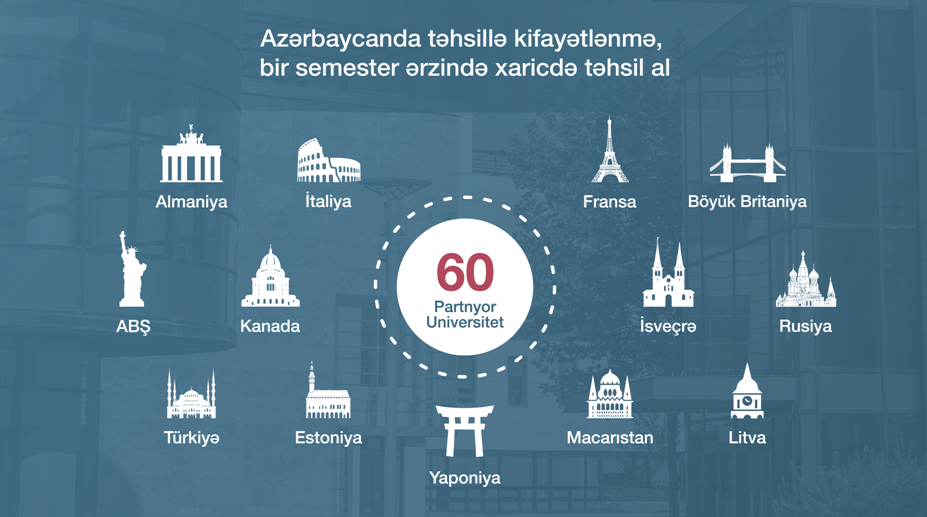 Azərbaycanda təhsillə kifayətlənmə,
bir semester ərzində xaricdə təhsil al
Almaniya
İtaliya
Fransa
Böyük Britaniya
60
Partnyor
Universitet
ABŞ
Kanada
İsveçrə
Rusiya
Türkiyə
Estoniya
Macarıstan
Litva
Yaponiya